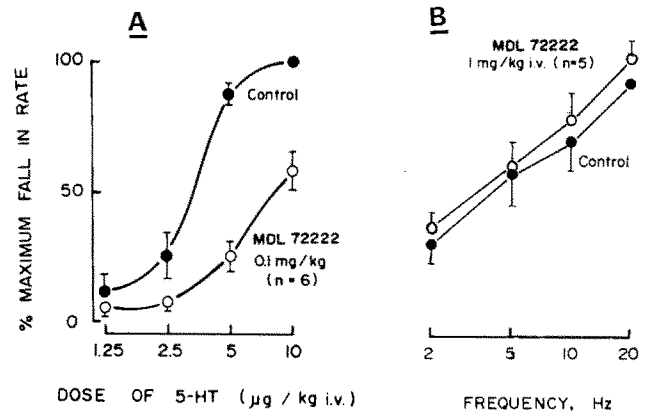 A
% MAXIMUM FALL IN RATE
100
50
0
Control
MDL 72222
0.1 mg/kg
(n = 6)
1.25 2.5 5 10
DOSE OF 5-HT (µg / kg i.v.)
B
MDL 72222
1 mg/kg i.v. (n=5)
Control
2 5 10 20
FREQUENCY, Hz